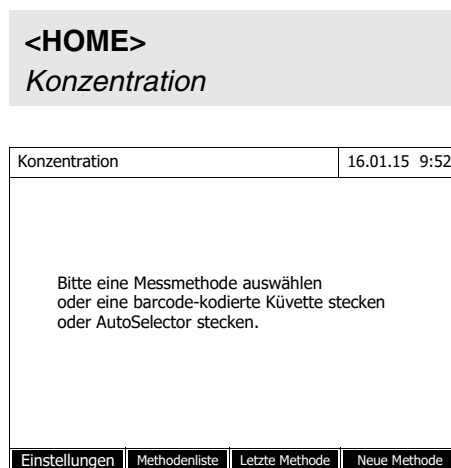 <HOME>
Konzentration
Konzentration 16.01.15 9:52
Bitte eine Messmethode auswählen
oder eine barcode-kodierte Küvette stecken
oder AutoSelector stecken.
Einstellungen Methodenliste Letzte Methode Neue Methode